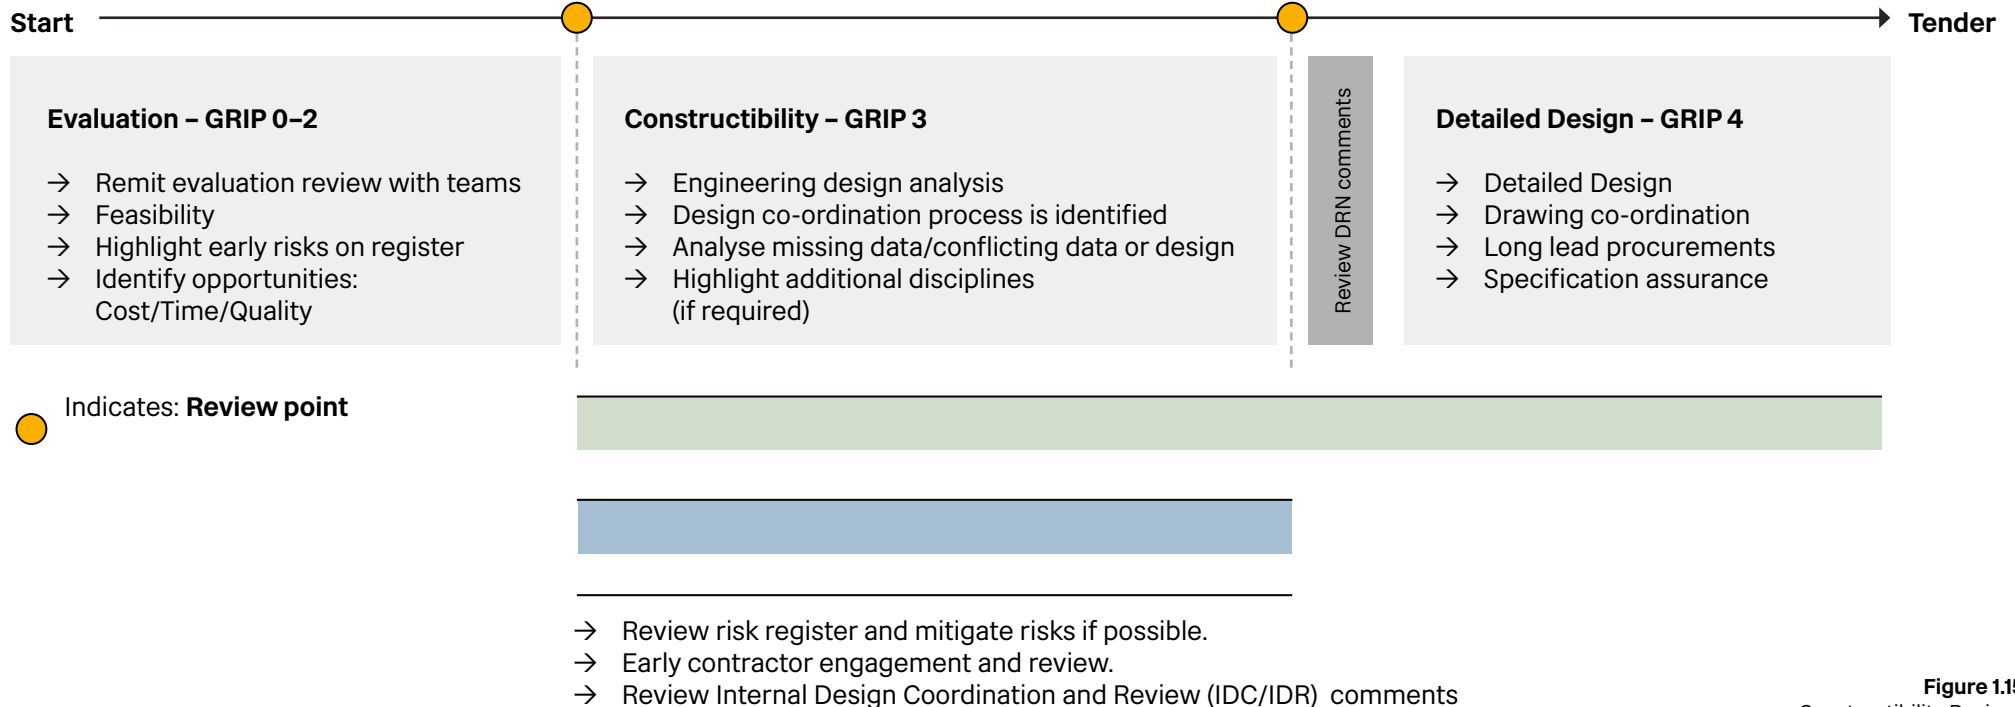 Start
Tender
Evaluation – GRIP 0–2
→ Remit evaluation review with teams
→ Feasibility
→ Highlight early risks on register
→ Identify opportunities:
Cost/Time/Quality
Constructibility – GRIP 3
→ Engineering design analysis
→ Design co-ordination process is identified
→ Analyse missing data/conflicting data or design
→ Highlight additional disciplines
(if required)
Review DRN comments
Detailed Design – GRIP 4
→ Detailed Design
→ Drawing co-ordination
→ Long lead procurements
→ Specification assurance
Indicates: Review point
→ Review risk register and mitigate risks if possible.
→ Early contractor engagement and review.
→ Review Internal Design Coordination and Review (IDC/IDR) comments
Figure 1.15
Constructibility